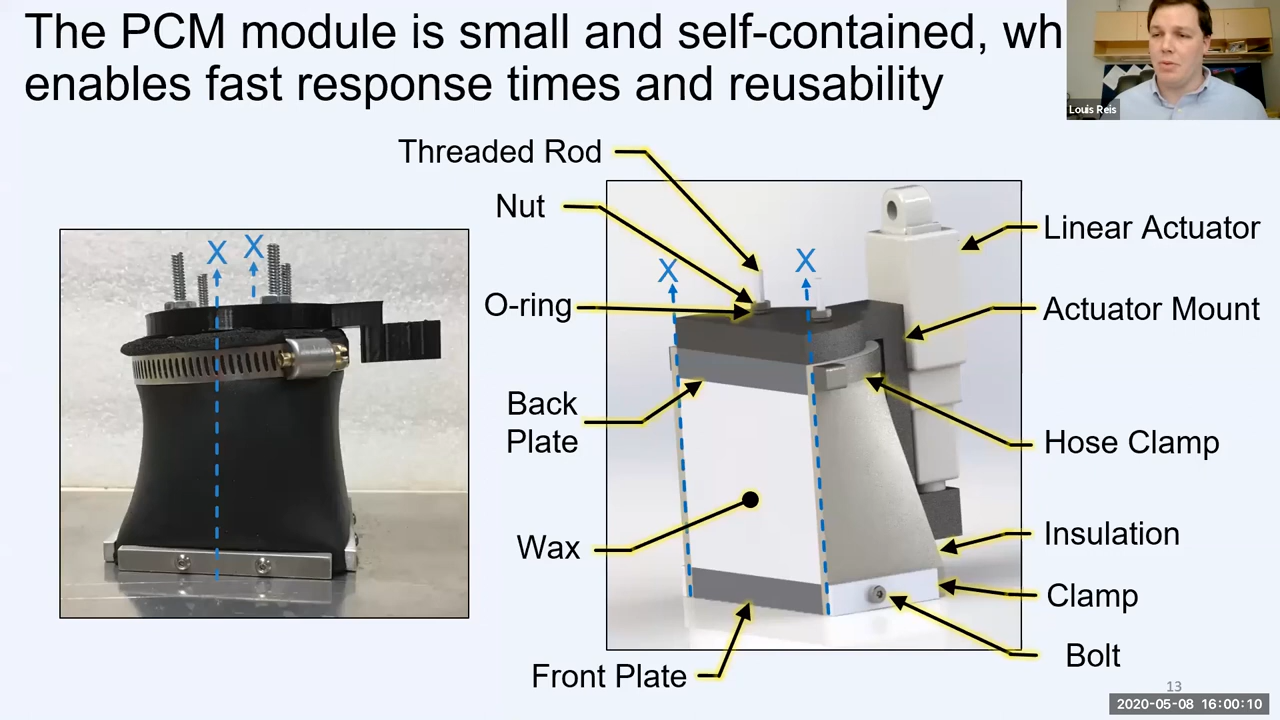 The PCM module is small and self-contained, wh
enables fast response times and reusability
Louis Reis
Threaded Rod
Nut
O-ring
Back
Plate
Wax
Front Plate
X
X
X
X
Linear Actuator
Actuator Mount
Hose Clamp
Insulation
Clamp
Bolt
13
2020-05-08 16:00:10